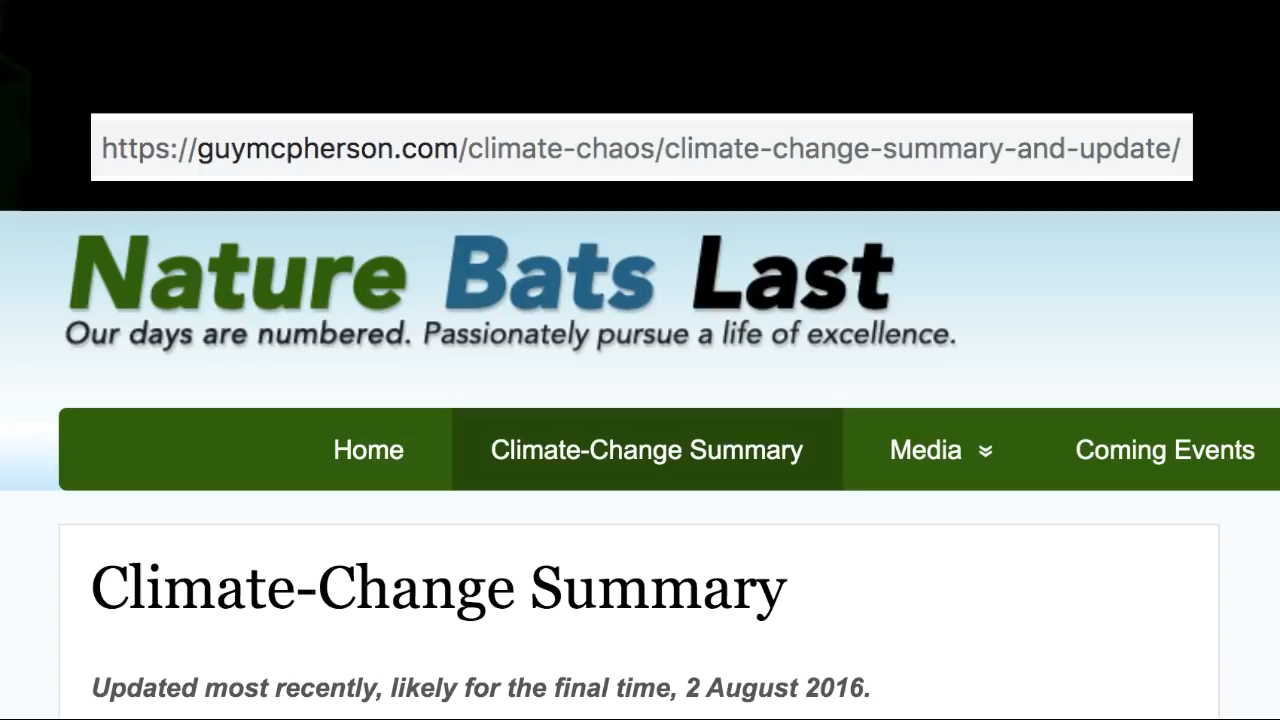 https://guymcpherson.com/climate-chaos/climate-change-summary-and-update/
Nature Bats Last
Our days are numbered. Passionately pursue a life of excellence.
Home Climate-Change Summary Media Coming Events
Climate-Change Summary
Updated most recently, likely for the final time, 2 August 2016.